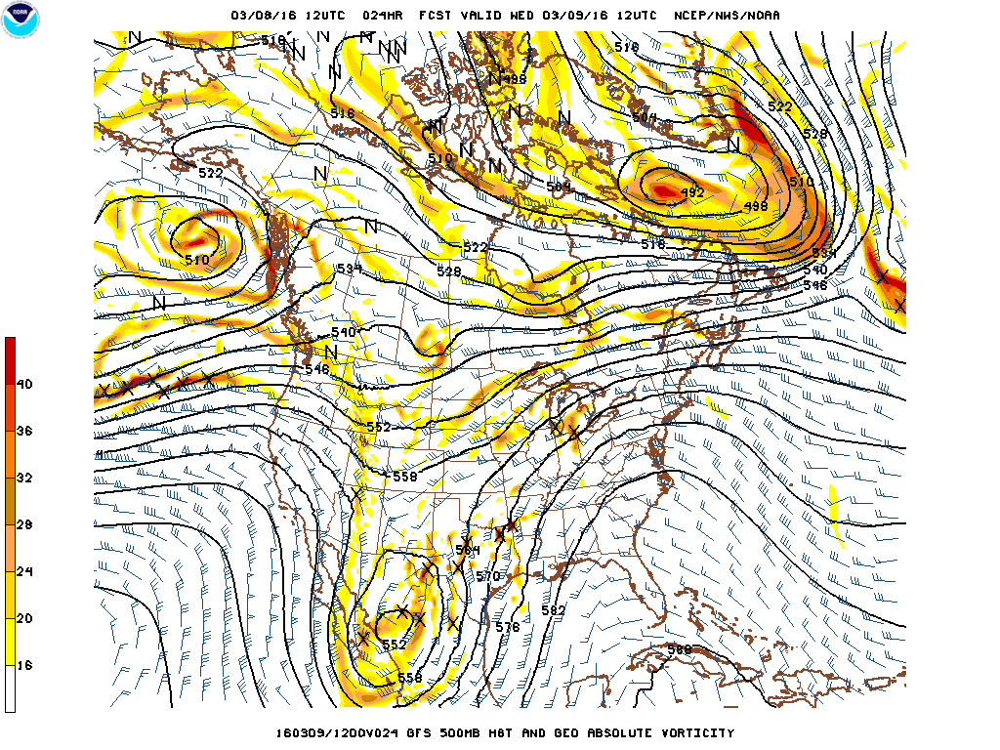 NOAA
03/08/16 12UTC 024HR FCST VALID WED 03/09/16 12UTC NCEP/NWS/NOAA
N
N N
518 N N N N
516
N
N 498
522
516 N N 504 528
N N
510 N
N 504 510
522 N 492
498
N
516
522
510 534
534 528 540
546
X
N X
540
N
546
40
X X X X X X
36 552 X X
32 558
28 X X
X 564
24 X X 570
20 X X X 576 582
X 552
16 558 588
160309/1200V024 GFS 500MB HGT AND GEO ABSOLUTE VORTICITY